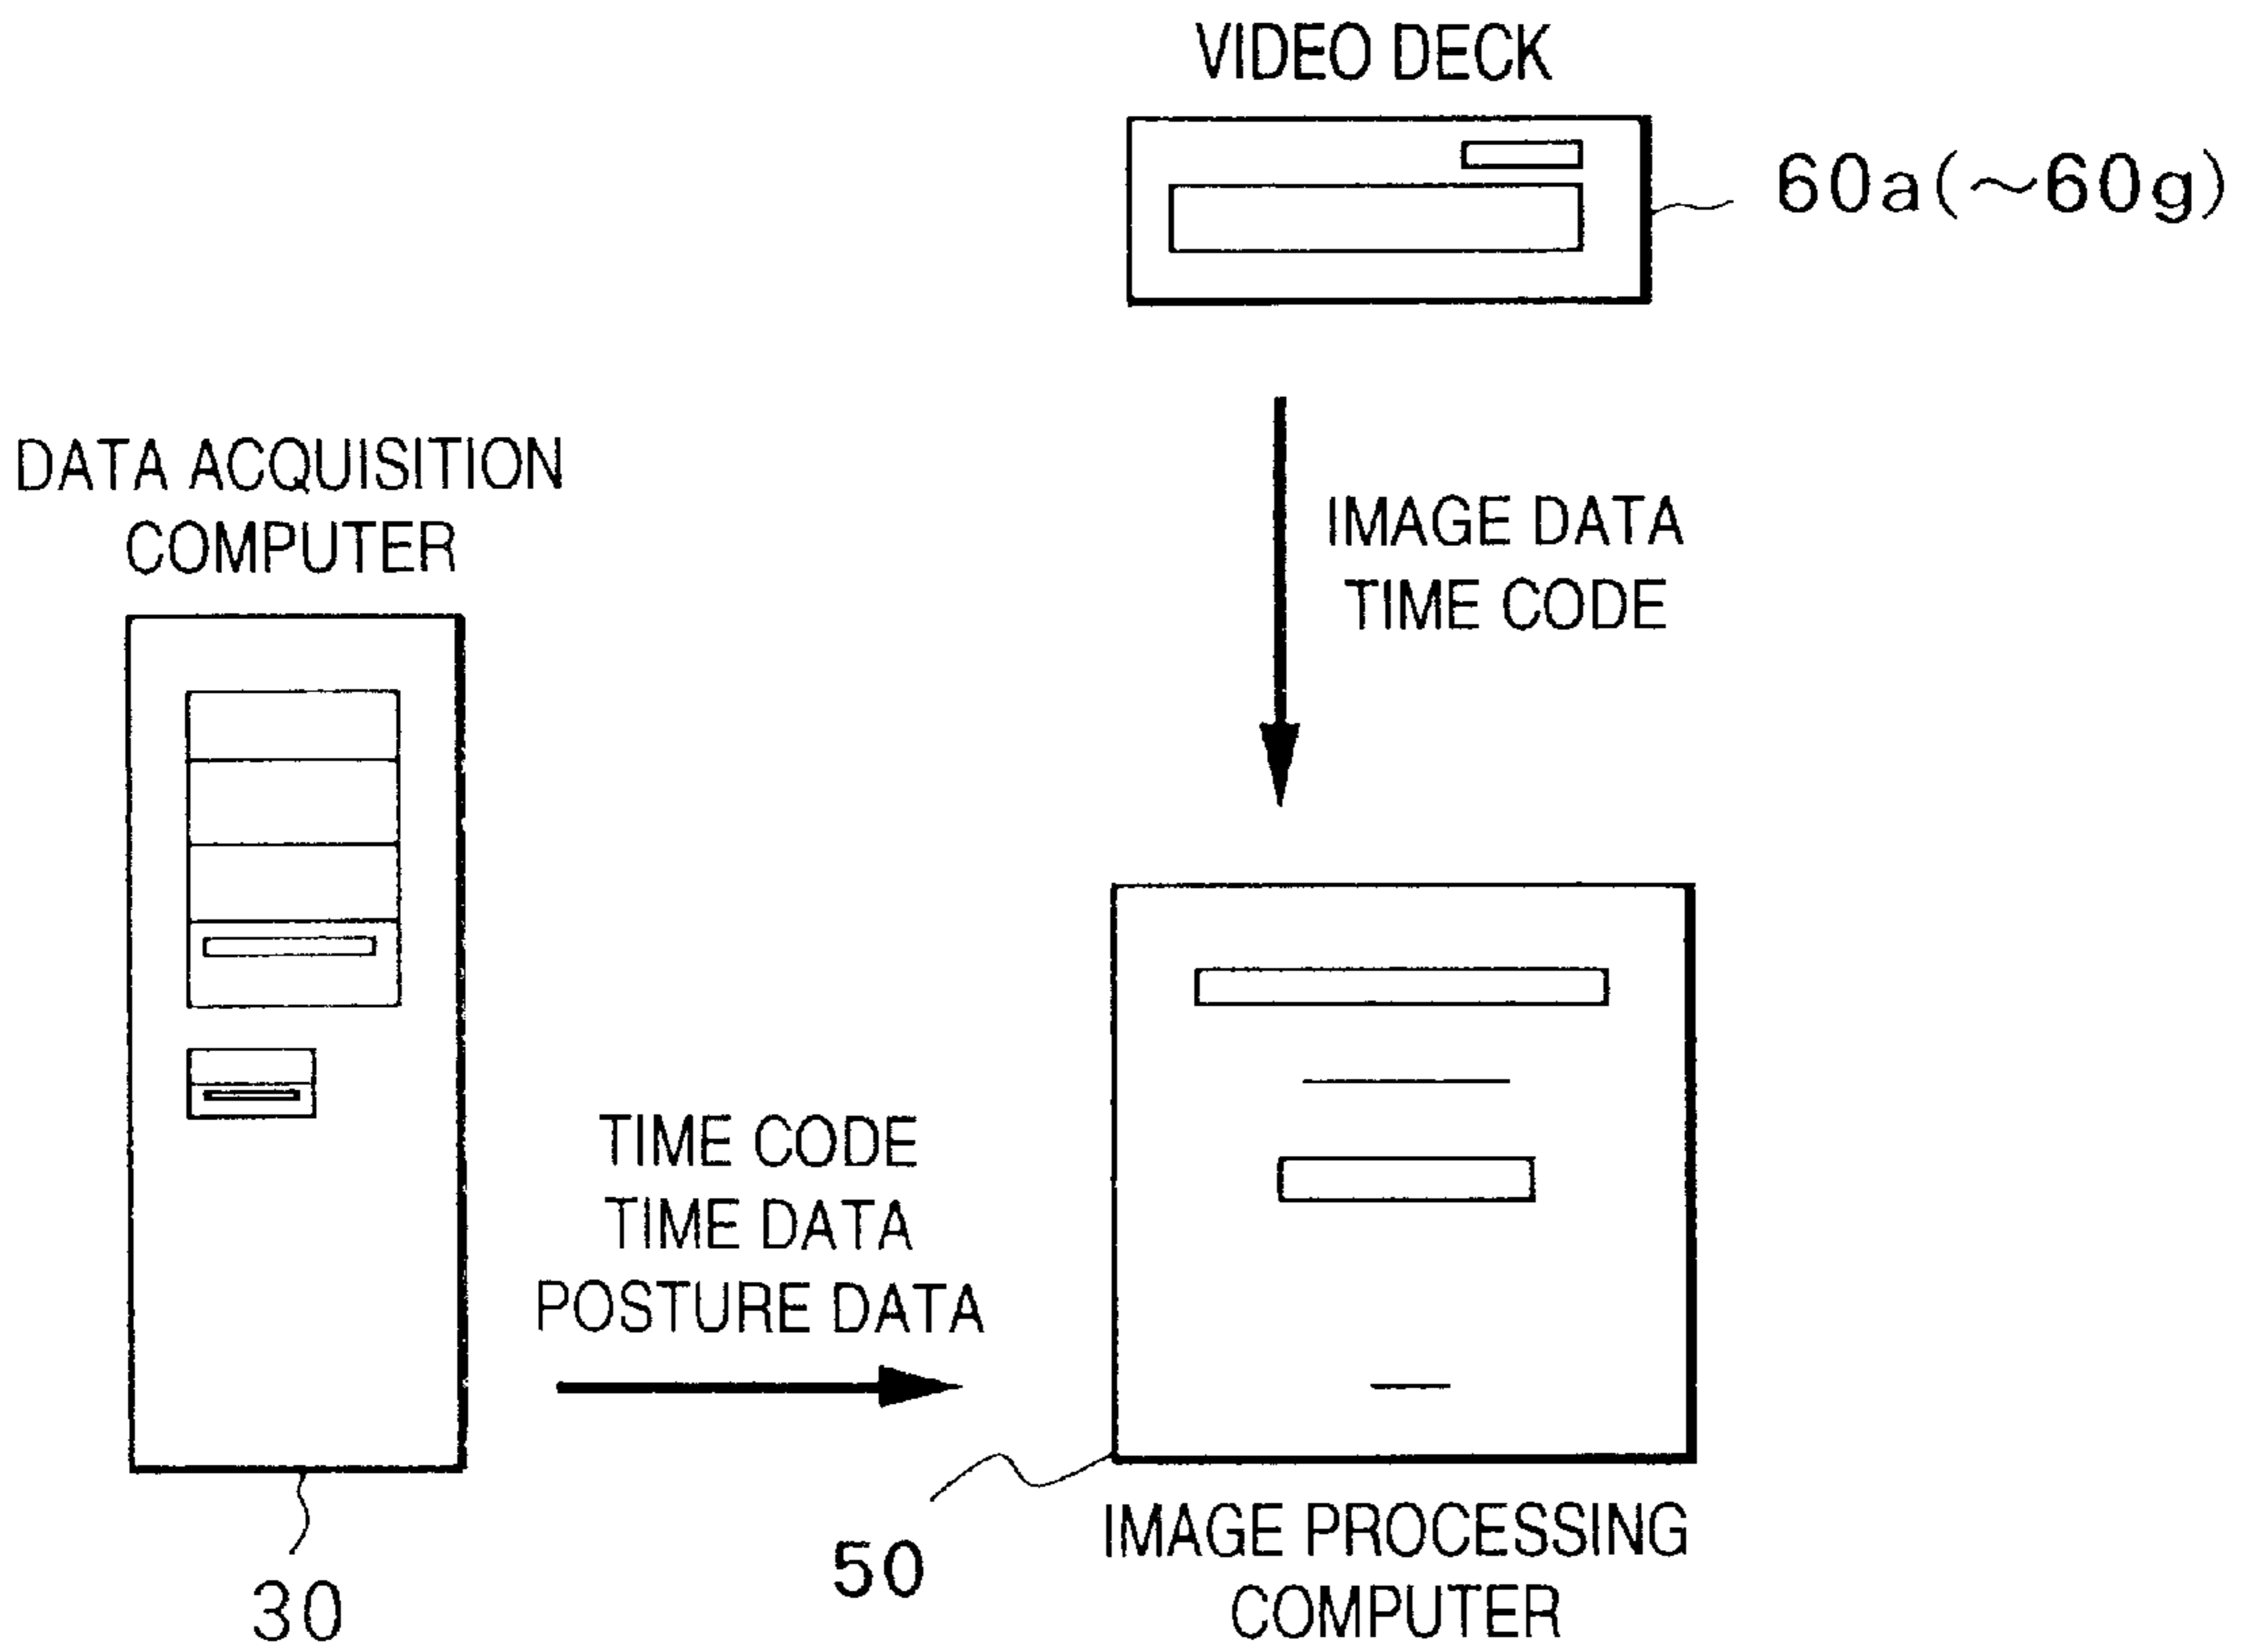 VIDEO DECK
60a(～60g)
DATA ACQUISITION
COMPUTER
IMAGE DATA
TIME CODE
TIME CODE
TIME DATA
POSTURE DATA
30
50
IMAGE PROCESSING
COMPUTER